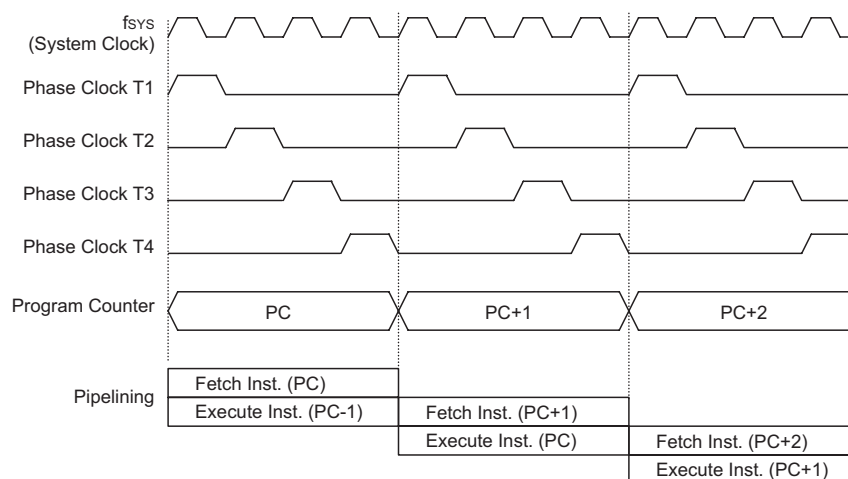 fSYS
(System Clock)
Phase Clock T1
Phase Clock T2
Phase Clock T3
Phase Clock T4
Program Counter
PC
PC+1
PC+2
Pipelining
Fetch Inst. (PC)
Execute Inst. (PC-1)
Fetch Inst. (PC+1)
Execute Inst. (PC)
Fetch Inst. (PC+2)
Execute Inst. (PC+1)